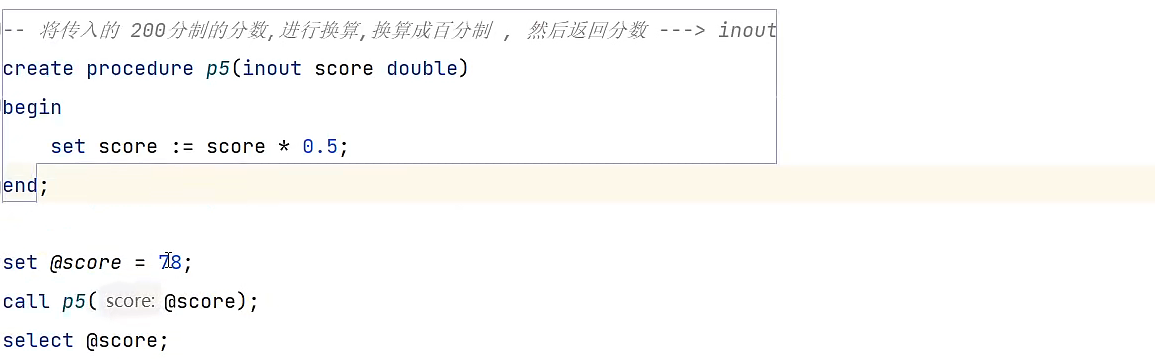 -- 将传入的 200分制的分数,进行换算,换算成百分制 , 然后返回分数 ---> inout
create procedure p5(inout score double)
begin
    set score := score * 0.5;
end;
set @score = 78;
call p5( score: @score);
select @score;